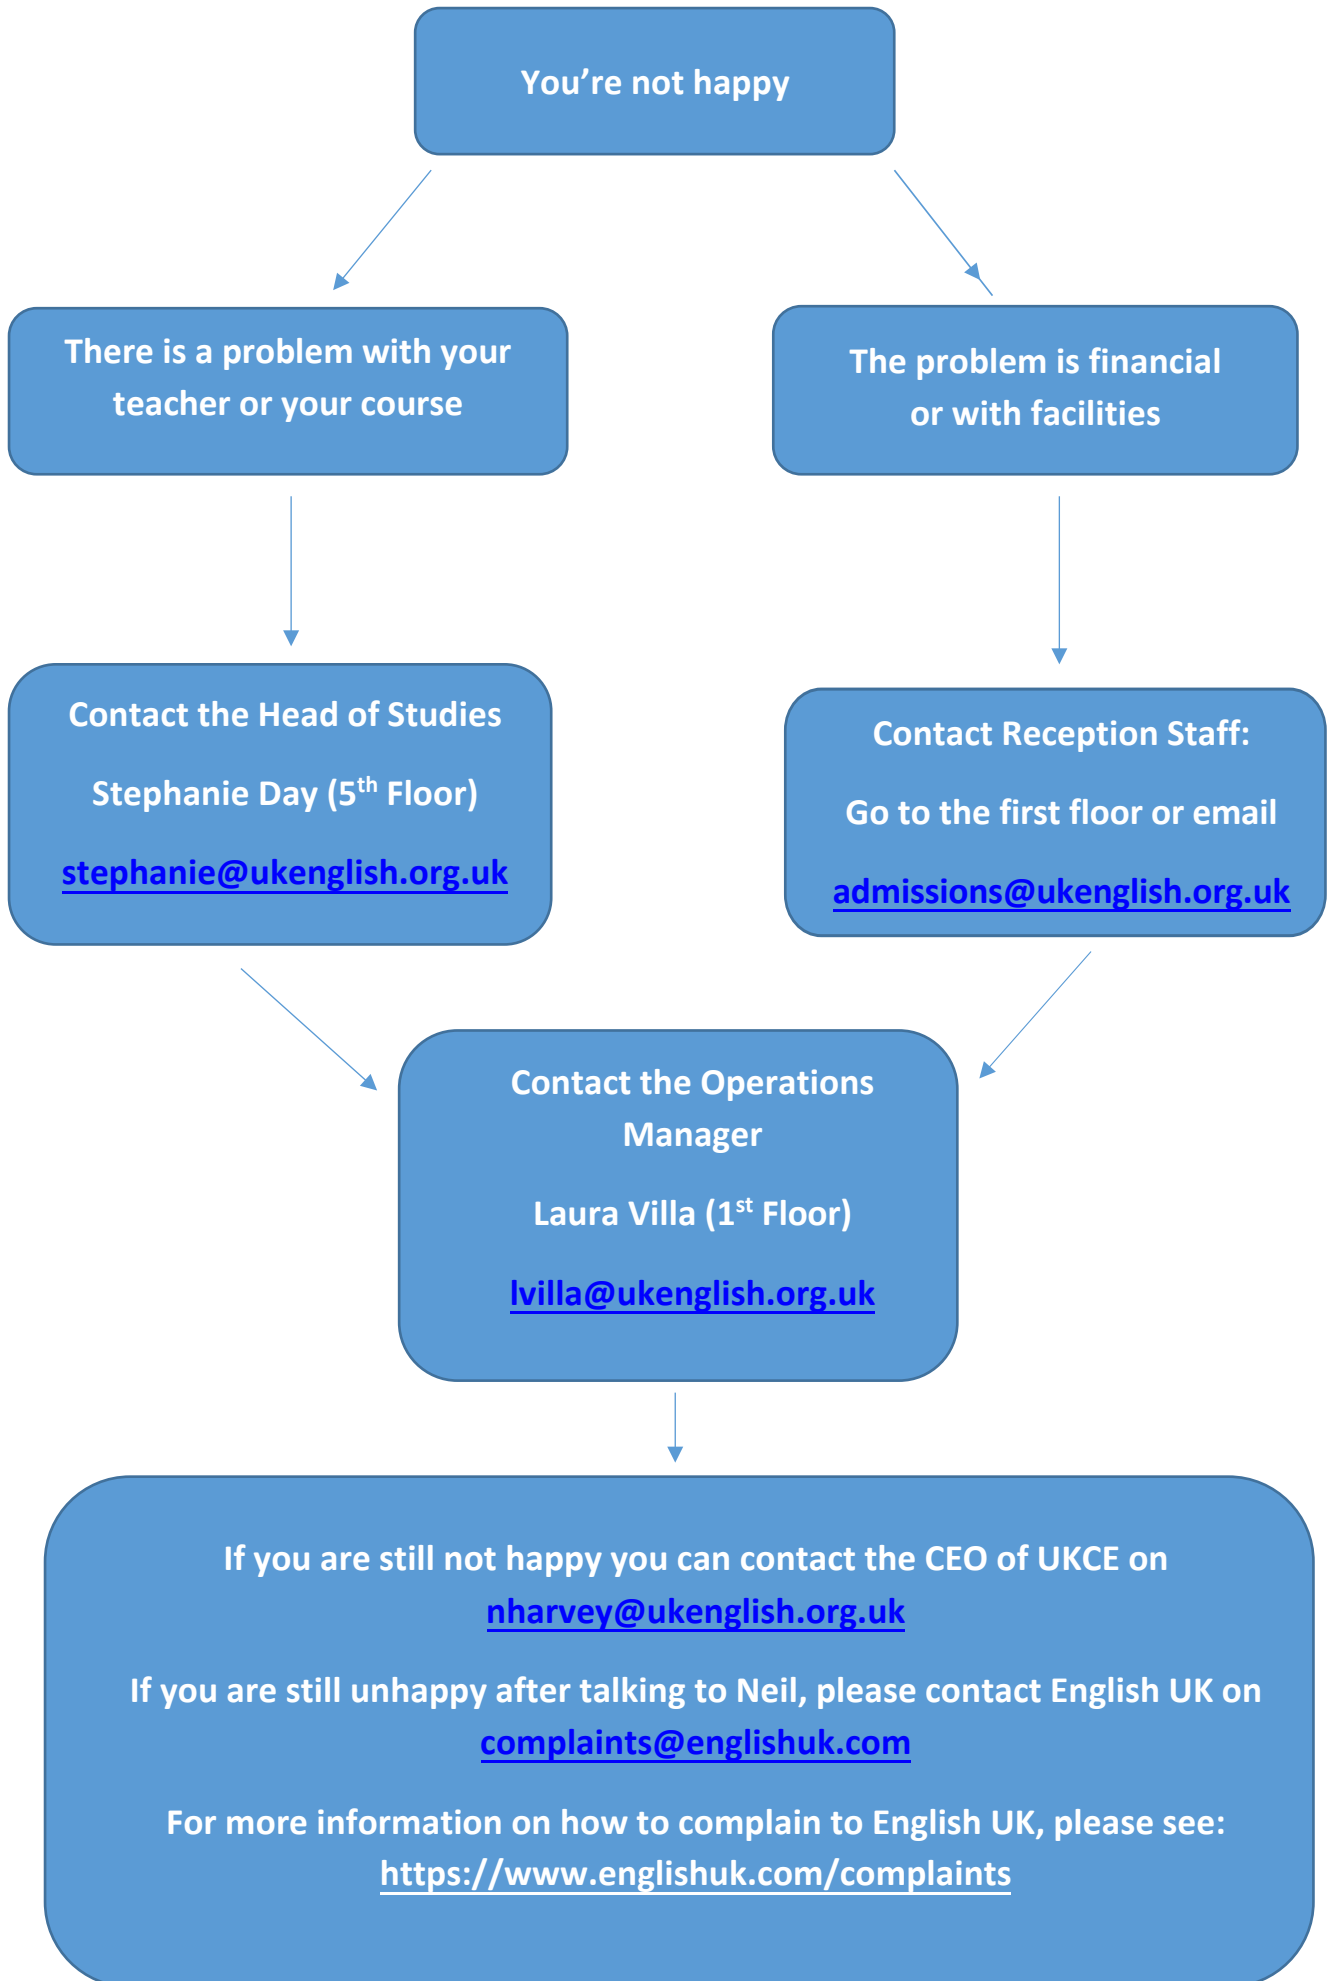 You’re not happy
There is a problem with your
teacher or your course
The problem is financial
or with facilities
Contact the Head of Studies
Stephanie Day (5th Floor)
stephanie@ukenglish.org.uk
Contact Reception Staff:
Go to the first floor or email
admissions@ukenglish.org.uk
Contact the Operations
Manager
Laura Villa (1st Floor)
lvilla@ukenglish.org.uk
If you are still not happy you can contact the CEO of UKCE on
nharvey@ukenglish.org.uk
If you are still unhappy after talking to Neil, please contact English UK on
complaints@englishuk.com
For more information on how to complain to English UK, please see:
https://www.englishuk.com/complaints